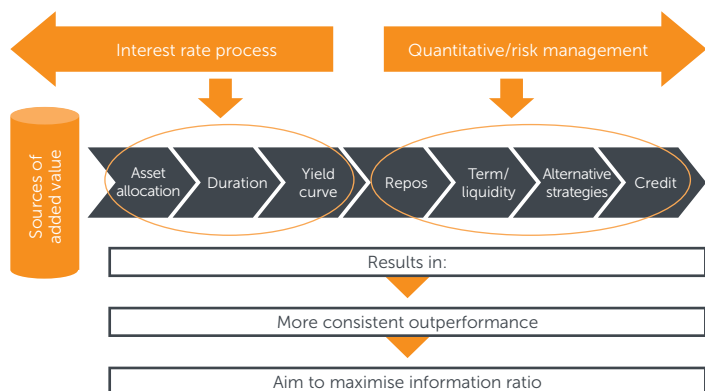 Interest rate process
Quantitative/risk management
Sources of
added value
Asset
allocation
Duration
Yield
curve
Repos
Term/
liquidity
Alternative
strategies
Credit
Results in:
More consistent outperformance
Aim to maximise information ratio